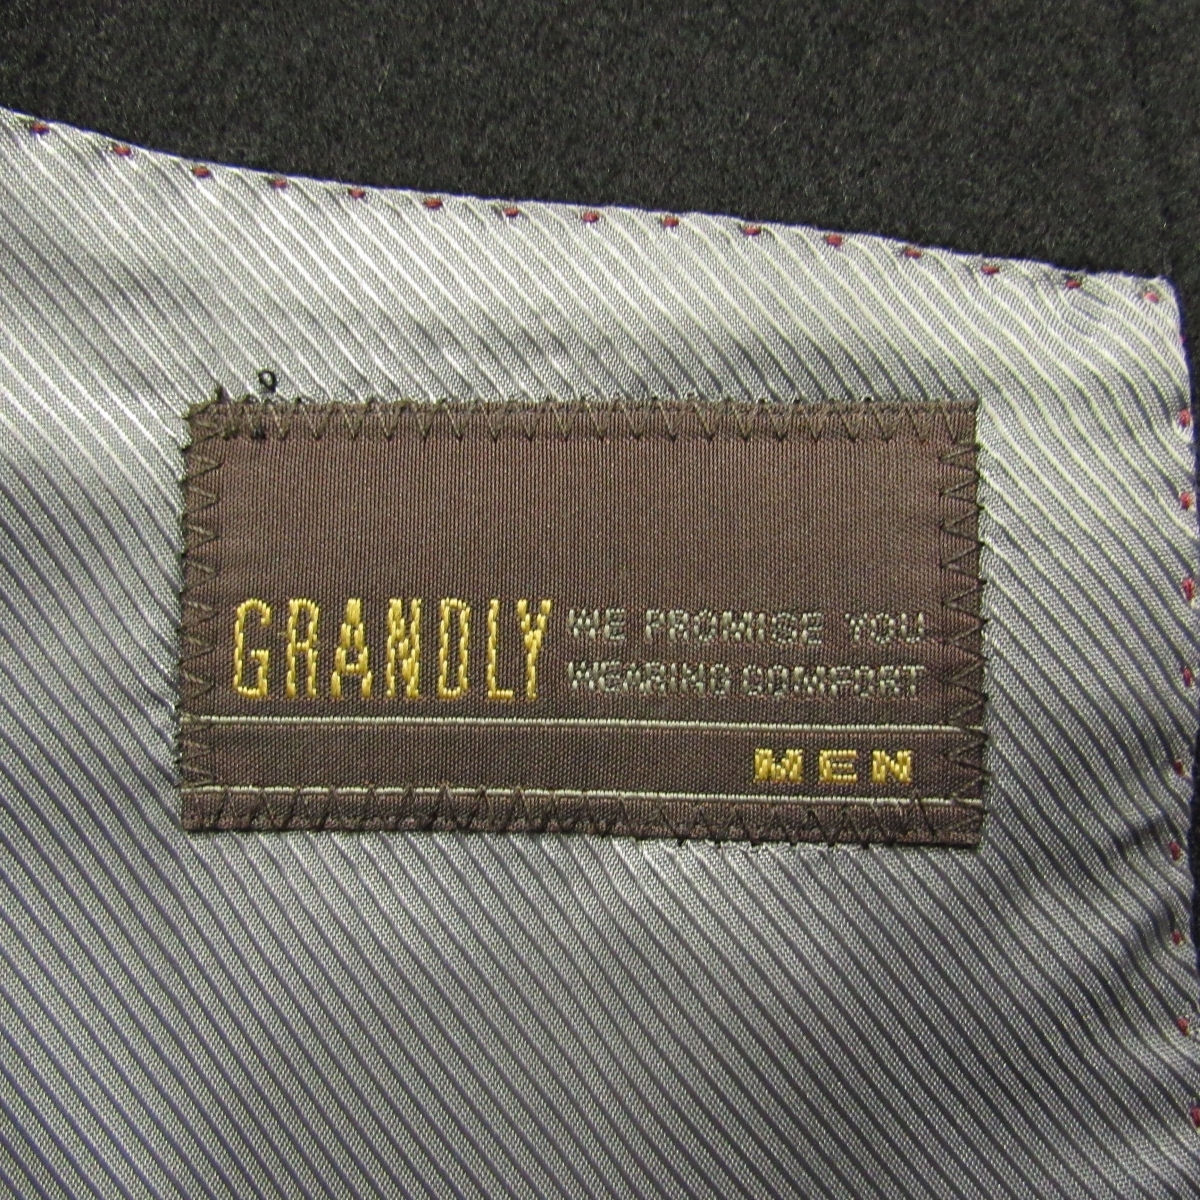 GRANDLY
WE PROMISE YOU
WEARING COMFORT
MEN